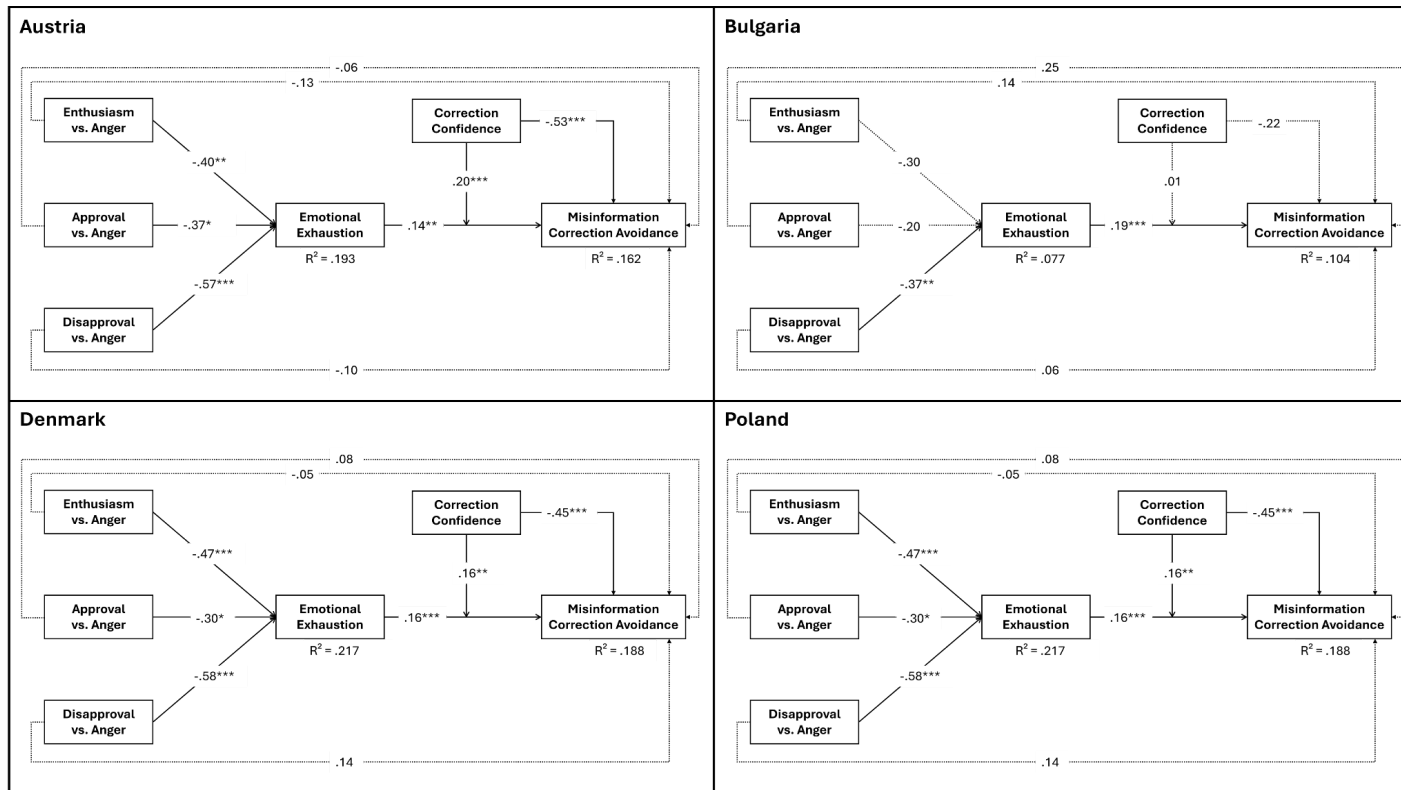 Austria
-.06
-.13
Enthusiasm
vs. Anger
Correction
Confidence
-.53***
-.40**
.20***
Approval
vs. Anger
-.37*
Emotional
Exhaustion
.14**
Misinformation
Correction Avoidance
R² = .193
R² = .162
-.57***
Disapproval
vs. Anger
-.10
Bulgaria
.25
.14
Enthusiasm
vs. Anger
Correction
Confidence
-.22
-.30
.01
Approval
vs. Anger
-.20
Emotional
Exhaustion
.19***
Misinformation
Correction Avoidance
R² = .077
R² = .104
-.37**
Disapproval
vs. Anger
.06
Denmark
.08
-.05
Enthusiasm
vs. Anger
Correction
Confidence
-.45***
-.47***
.16**
Approval
vs. Anger
-.30*
Emotional
Exhaustion
.16***
Misinformation
Correction Avoidance
R² = .217
R² = .188
-.58***
Disapproval
vs. Anger
.14
Poland
.08
-.05
Enthusiasm
vs. Anger
Correction
Confidence
-.45***
-.47***
.16**
Approval
vs. Anger
-.30*
Emotional
Exhaustion
.16***
Misinformation
Correction Avoidance
R² = .217
R² = .188
-.58***
Disapproval
vs. Anger
.14